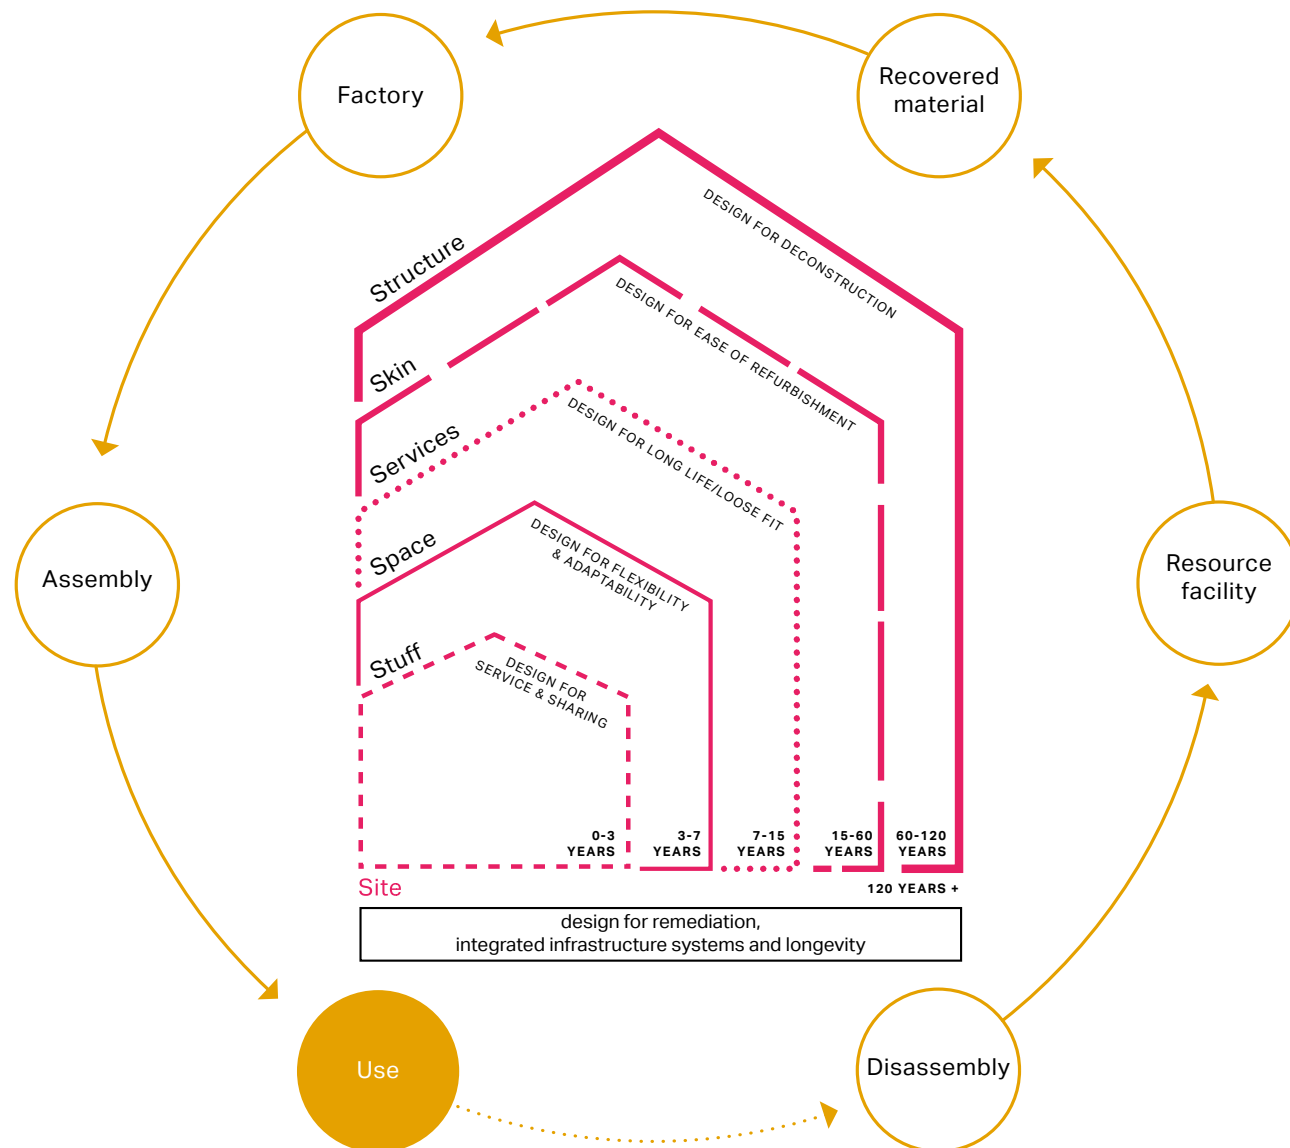 Factory
Recovered
material
Structure
DESIGN FOR DECONSTRUCTION
Skin
DESIGN FOR EASE OF REFURBISHMENT
Services
DESIGN FOR LONG LIFE/LOOSE FIT
Space
DESIGN FOR FLEXIBILITY
& ADAPTABILITY
Stuff
DESIGN FOR
SERVICE & SHARING
Assembly
Resource
facility
0-3
YEARS
3-7
YEARS
7-15
YEARS
15-60
YEARS
60-120
YEARS
Site
120 YEARS +
design for remediation,
integrated infrastructure systems and longevity
Use
Disassembly